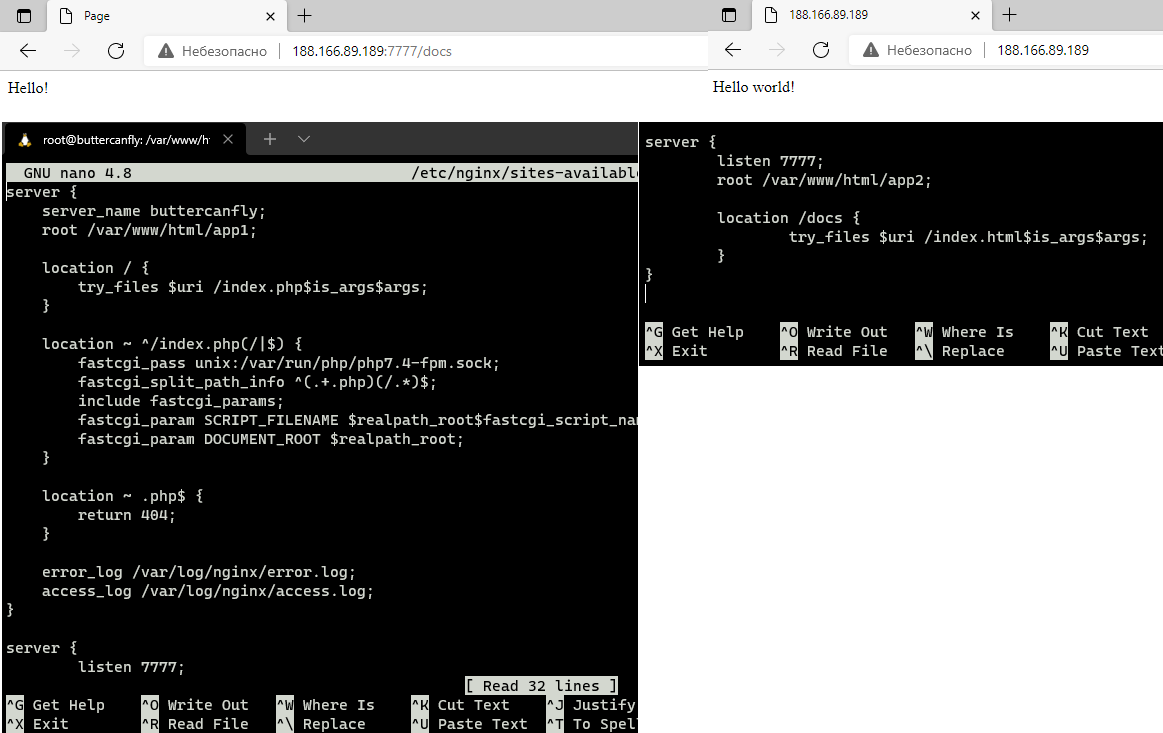 Page
188.166.89.189
Небезопасно 188.166.89.189:7777/docs
Небезопасно 188.166.89.189
Hello!
Hello world!
root@buttercanfly: /var/www/h
GNU nano 4.8 /etc/nginx/sites-available
server {
server_name buttercanfly;
root /var/www/html/app1;
location / {
try_files $uri /index.php$is_args$args;
}
location ~ ^/index.php(/|$) {
fastcgi_pass unix:/var/run/php/php7.4-fpm.sock;
fastcgi_split_path_info ^(.+.php)(/.*)$;
include fastcgi_params;
fastcgi_param SCRIPT_FILENAME $realpath_root$fastcgi_script_na
fastcgi_param DOCUMENT_ROOT $realpath_root;
}
location ~ .php$ {
return 404;
}
error_log /var/log/nginx/error.log;
access_log /var/log/nginx/access.log;
}
server {
listen 7777;
[ Read 32 lines ]
^G Get Help ^O Write Out ^W Where Is ^K Cut Text ^J Justify
^X Exit ^R Read File ^\ Replace ^U Paste Text ^T To Spel
server {
listen 7777;
root /var/www/html/app2;
location /docs {
try_files $uri /index.html$is_args$args;
}
}
^G Get Help ^O Write Out ^W Where Is ^K Cut Text
^X Exit ^R Read File ^\ Replace ^U Paste Text